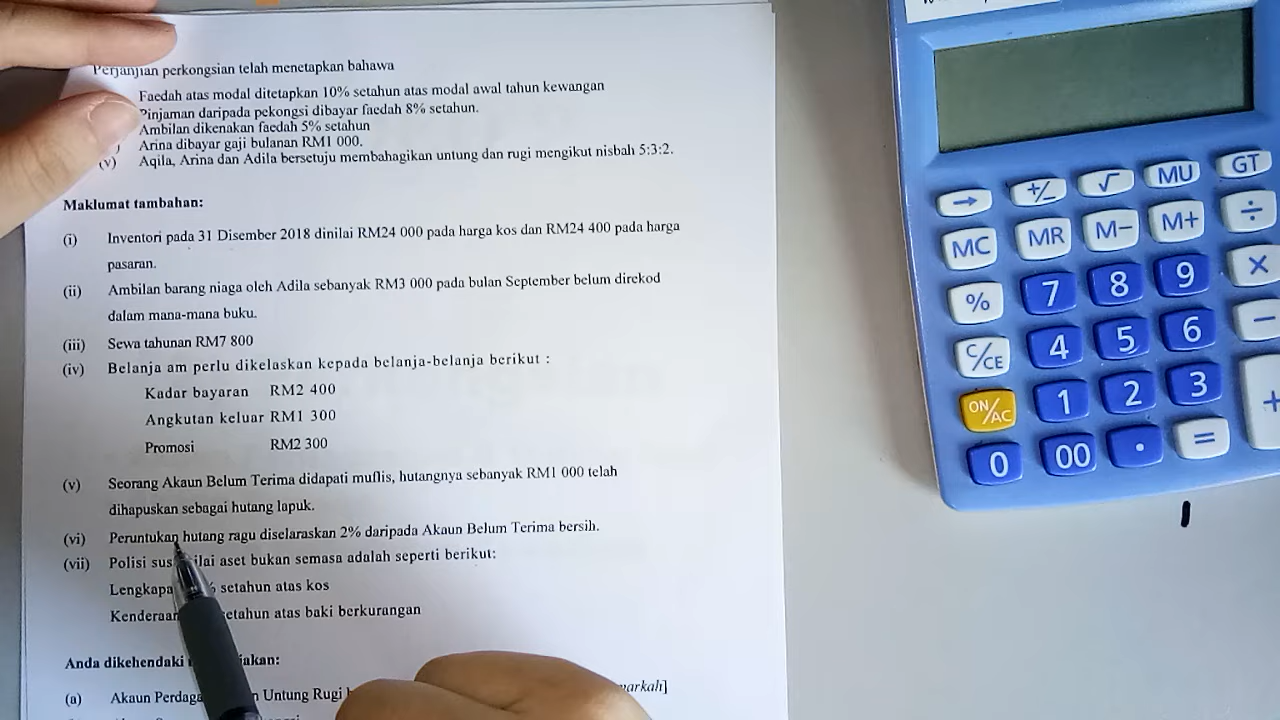 Perjanjian perkongsian telah menetapkan bahawa
Faedah atas modal ditetapkan 10% setahun atas modal awal tahun kewangan
Pinjaman daripada pekongsi dibayar faedah 8% setahun.
Ambilan dikenakan faedah 5% setahun
) Arina dibayar gaji bulanan RM1 000.
(v) Aqila, Arina dan Adila bersetuju membahagikan untung dan rugi mengikut nisbah 5:3:2.
Maklumat tambahan:
(i) Inventori pada 31 Disember 2018 dinilai RM24 000 pada harga kos dan RM24 400 pada harga
pasaran.
(ii) Ambilan barang niaga oleh Adila sebanyak RM3 000 pada bulan September belum direkod
dalam mana-mana buku.
(iii) Sewa tahunan RM7 800
(iv) Belanja am perlu dikelaskan kepada belanja-belanja berikut :
Kadar bayaran RM2 400
Angkutan keluar RM1 300
Promosi RM2 300
(v) Seorang Akaun Belum Terima didapati muflis, hutangnya sebanyak RM1 000 telah
dihapuskan sebagai hutang lapuk.
(vi) Peruntukan hutang ragu diselaraskan 2% daripada Akaun Belum Terima bersih.
(vii) Polisi sus ilai aset bukan semasa adalah seperti berikut:
Lengkapa % setahun atas kos
Kenderaan setahun atas baki berkurangan
Anda dikehendaki akan:
(a) Akaun Perdaga n Untung Rugi markah]
→ +/− √ MU GT
MC MR M− M+ ÷
% 7 8 9 ×
C/CE 4 5 6 −
ON/AC 1 2 3 +
0 00 . =